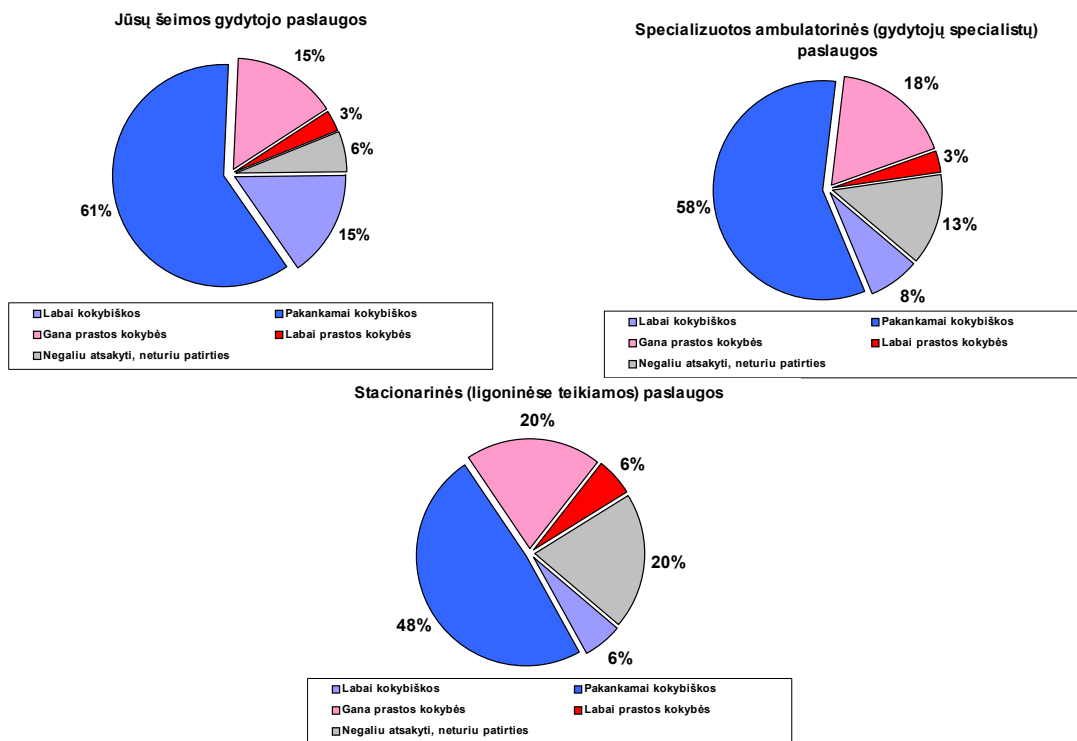 Jūsų šeimos gydytojo paslaugos
15%
3%
6%
61%
15%
Labai kokybiškos
Pakankamai kokybiškos
Gana prastos kokybės
Labai prastos kokybės
Negaliu atsakyti, neturiu patirties
Specializuotos ambulatorinės (gydytojų specialistų)
paslaugos
18%
3%
58%
13%
8%
Labai kokybiškos
Pakankamai kokybiškos
Gana prastos kokybės
Labai prastos kokybės
Negaliu atsakyti, neturiu patirties
Stacionarinės (ligoninėse teikiamos) paslaugos
20%
6%
20%
48%
6%
Labai kokybiškos
Pakankamai kokybiškos
Gana prastos kokybės
Labai prastos kokybės
Negaliu atsakyti, neturiu patirties